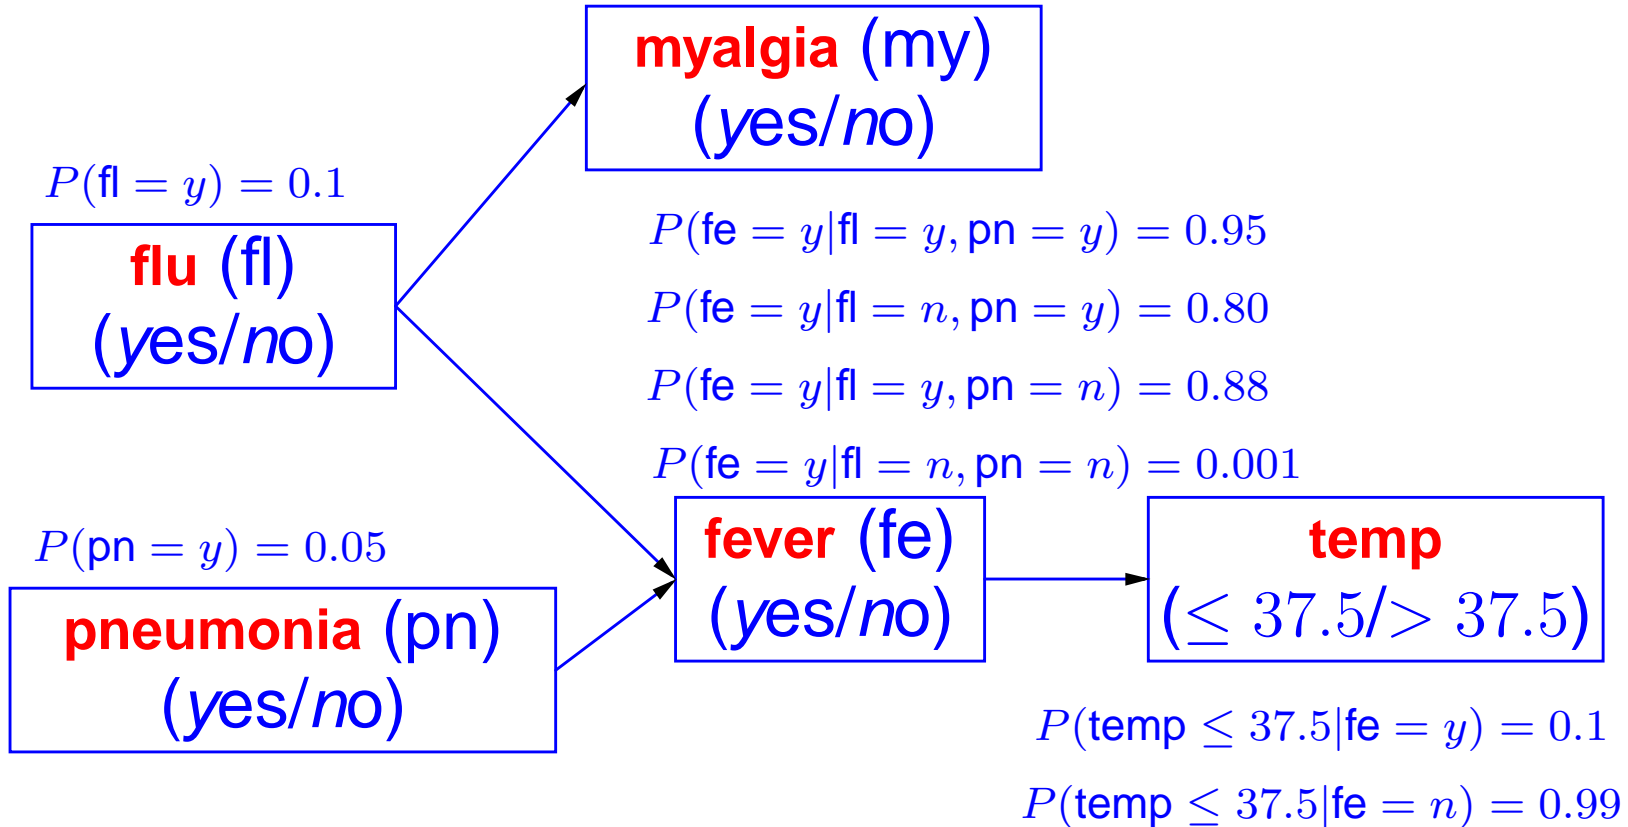 myalgia (my)
(yes/no)
P(fl = y) = 0.1
flu (fl)
(yes/no)
P(fe = y|fl = y, pn = y) = 0.95
P(fe = y|fl = n, pn = y) = 0.80
P(fe = y|fl = y, pn = n) = 0.88
P(fe = y|fl = n, pn = n) = 0.001
P(pn = y) = 0.05
pneumonia (pn)
(yes/no)
fever (fe)
(yes/no)
temp
(≤ 37.5/> 37.5)
P(temp ≤ 37.5|fe = y) = 0.1
P(temp ≤ 37.5|fe = n) = 0.99